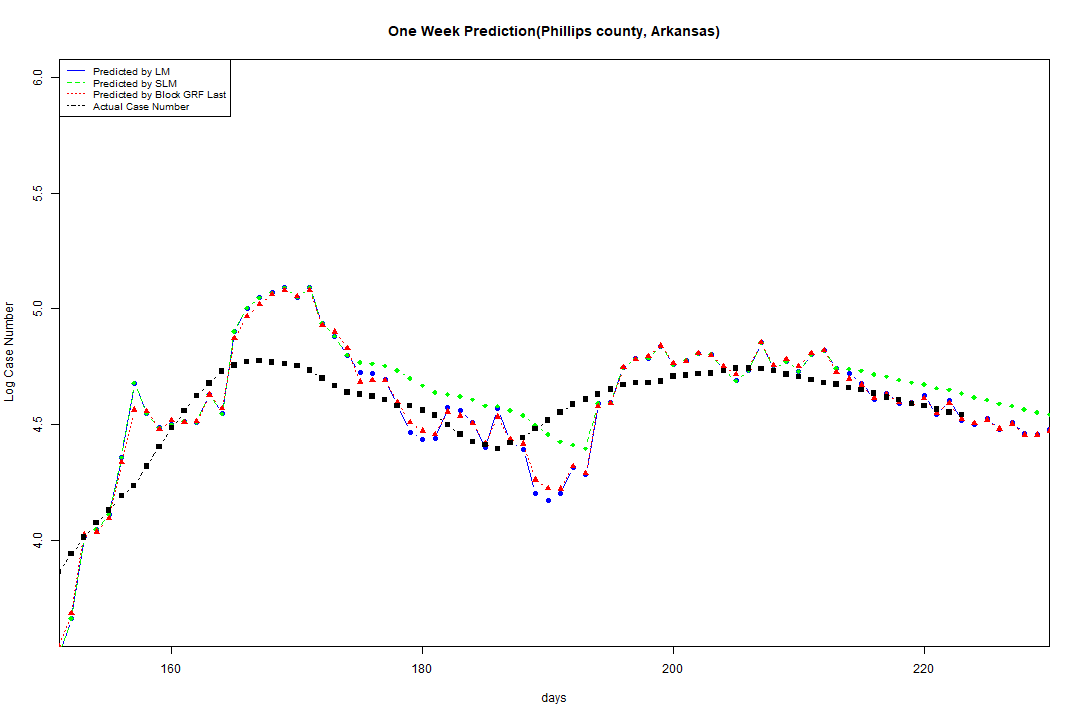 One Week Prediction(Phillips county, Arkansas)
Predicted by LM
Predicted by SLM
Predicted by Block GRF Last
Actual Case Number
6.0
5.5
5.0
4.5
4.0
Log Case Number
160 180 200 220
days